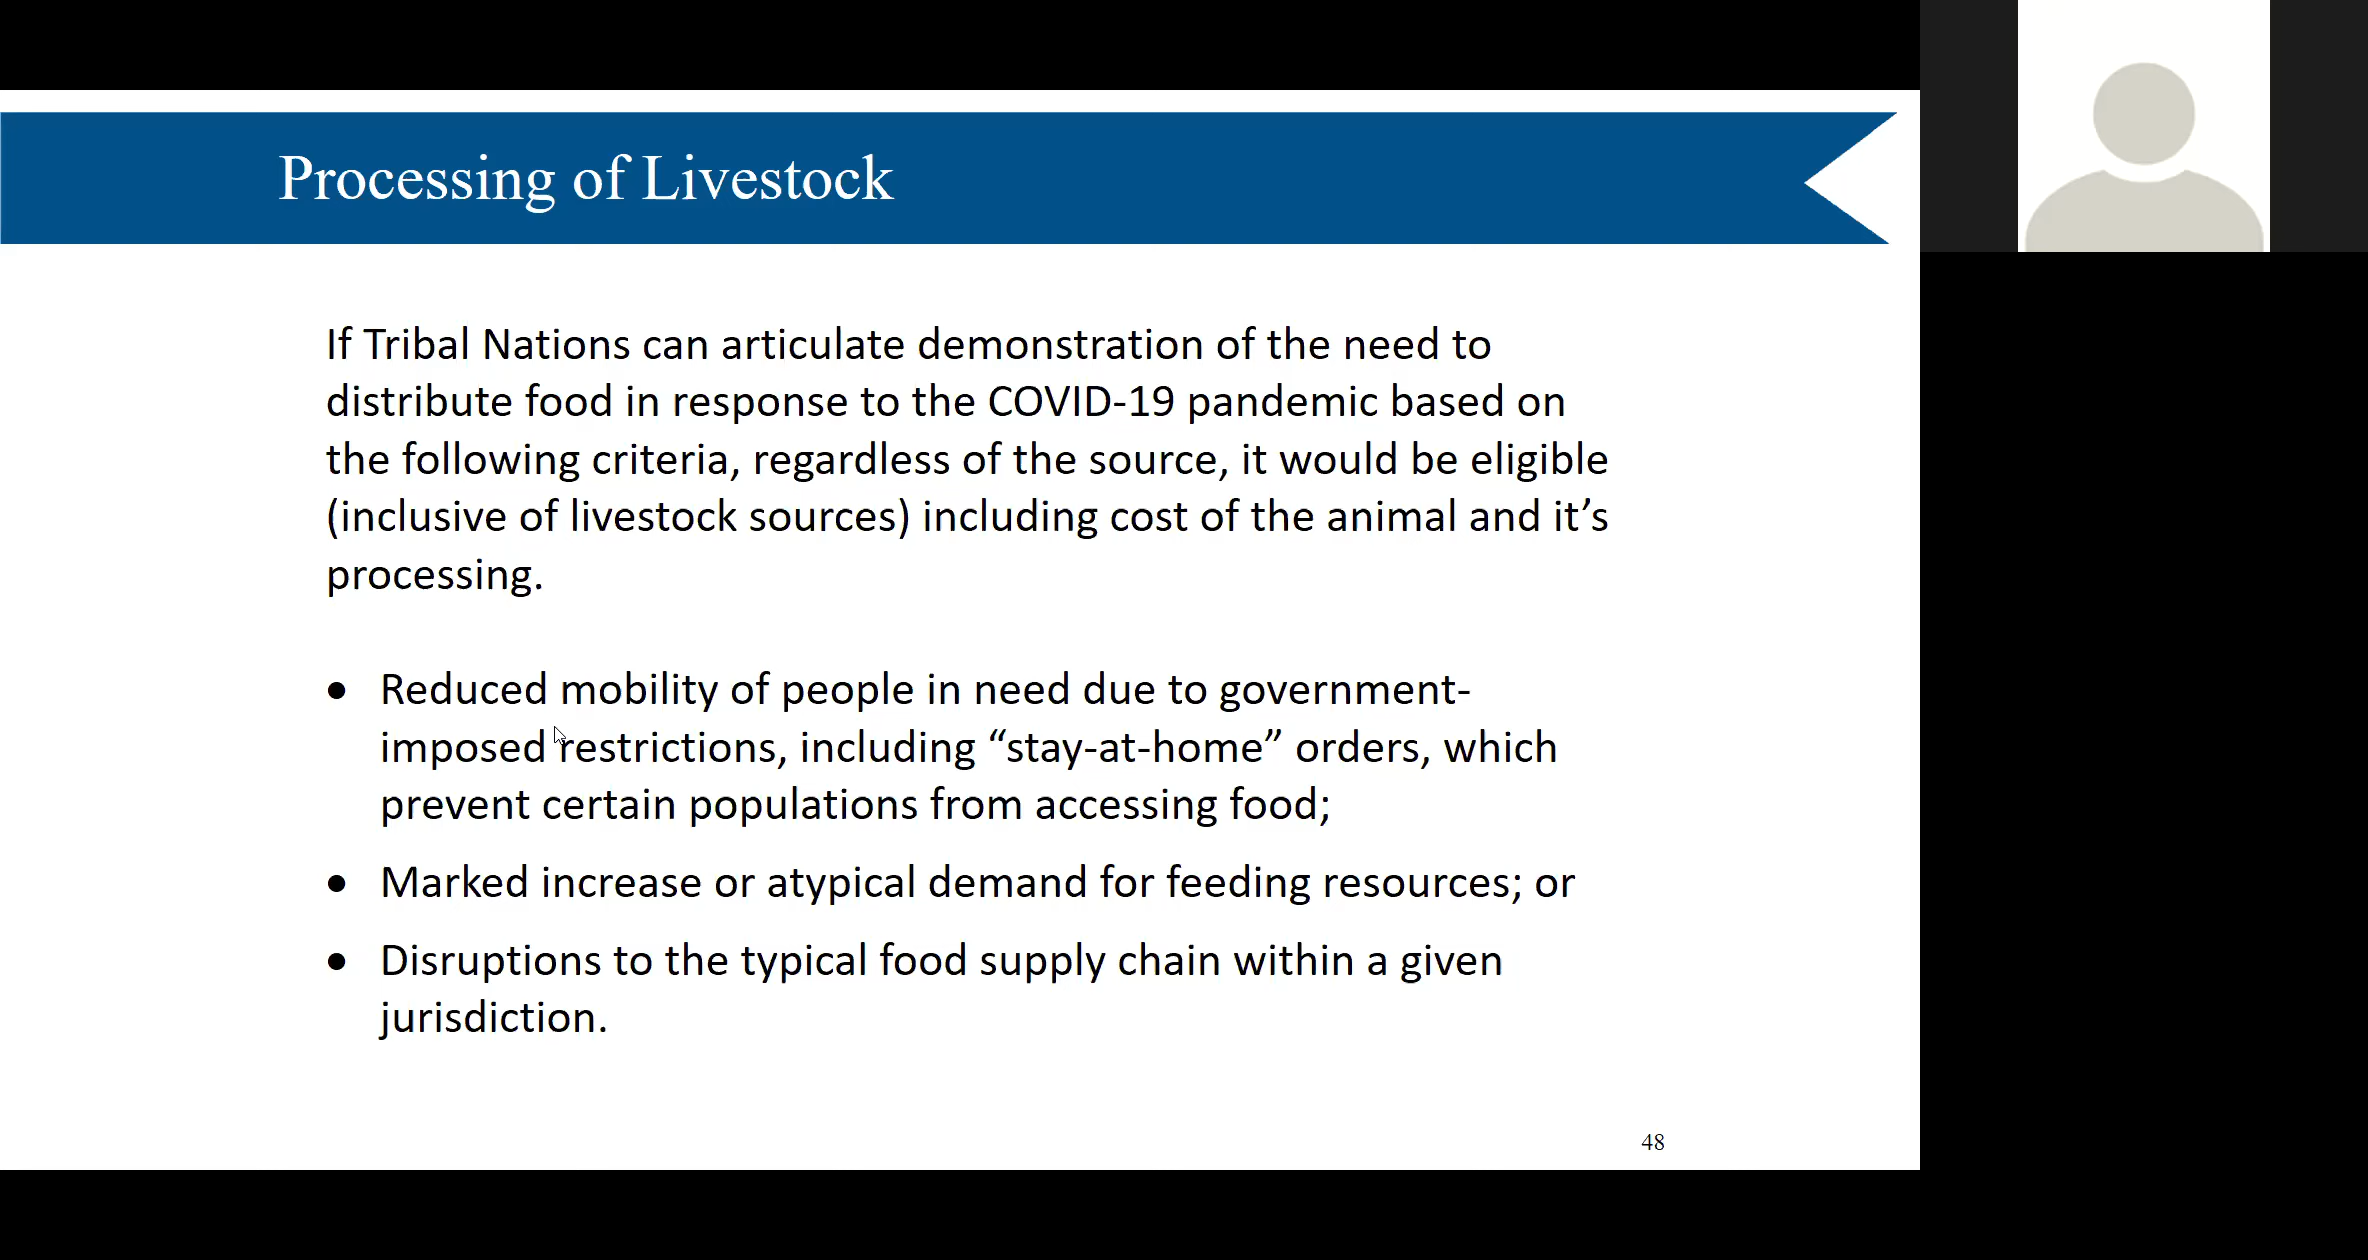 Processing of Livestock
If Tribal Nations can articulate demonstration of the need to
distribute food in response to the COVID-19 pandemic based on
the following criteria, regardless of the source, it would be eligible
(inclusive of livestock sources) including cost of the animal and it’s
processing.
• Reduced mobility of people in need due to government-
imposed restrictions, including “stay-at-home” orders, which
prevent certain populations from accessing food;
• Marked increase or atypical demand for feeding resources; or
• Disruptions to the typical food supply chain within a given
jurisdiction.
48